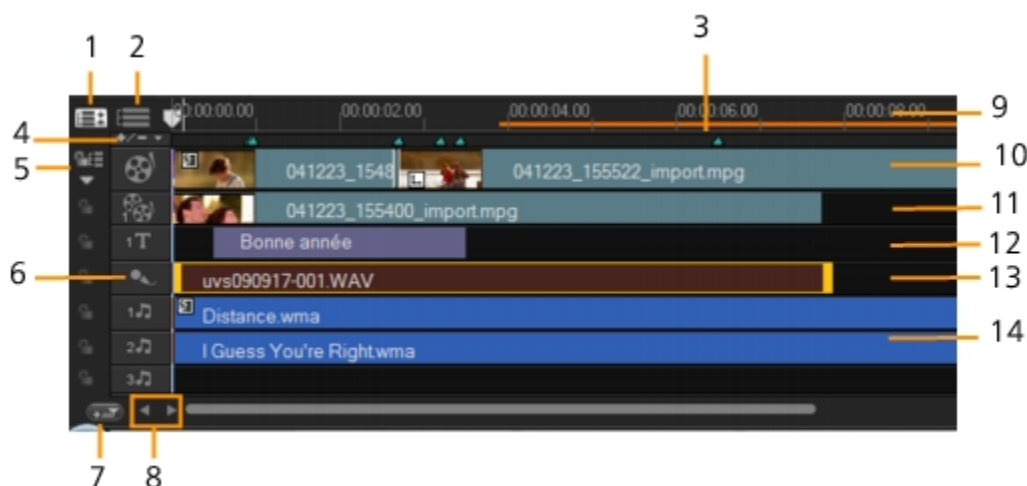 1 2 3
00:00:00.00 00:00:02.00 00:00:04.00 00:00:06.00 00:00:08.00 9
4 +/-
5 041223_1548 041223_155522_import.mpg 10
1 041223_155400_import.mpg 11
1T Bonne année 12
6 uvs090917-001.WAV 13
1 Distance.wma
2 I Guess You're Right.wma 14
3
7 8